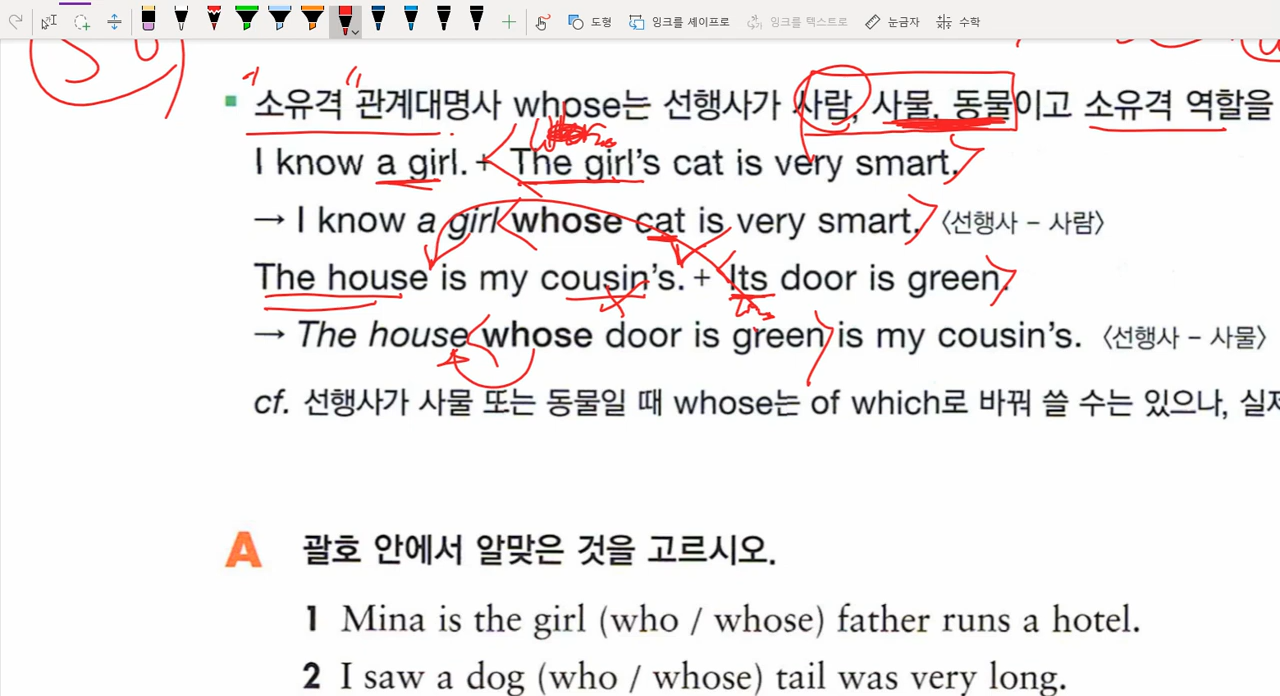 도형 잉크를 셰이프로 잉크를 텍스트로 눈금자 수학
소유격 관계대명사 whose는 선행사가 사람, 사물, 동물이고 소유격 역할을
I know a girl. + The girl's cat is very smart.
→ I know a girl whose cat is very smart. 〈선행사 – 사람〉
The house is my cousin's. + Its door is green.
→ The house whose door is green is my cousin's. 〈선행사 – 사물〉
cf. 선행사가 사물 또는 동물일 때 whose는 of which로 바꿔 쓸 수는 있으나,
A 괄호 안에서 알맞은 것을 고르시오.
1 Mina is the girl (who / whose) father runs a hotel.
2 I saw a dog (who / whose) tail was very long.